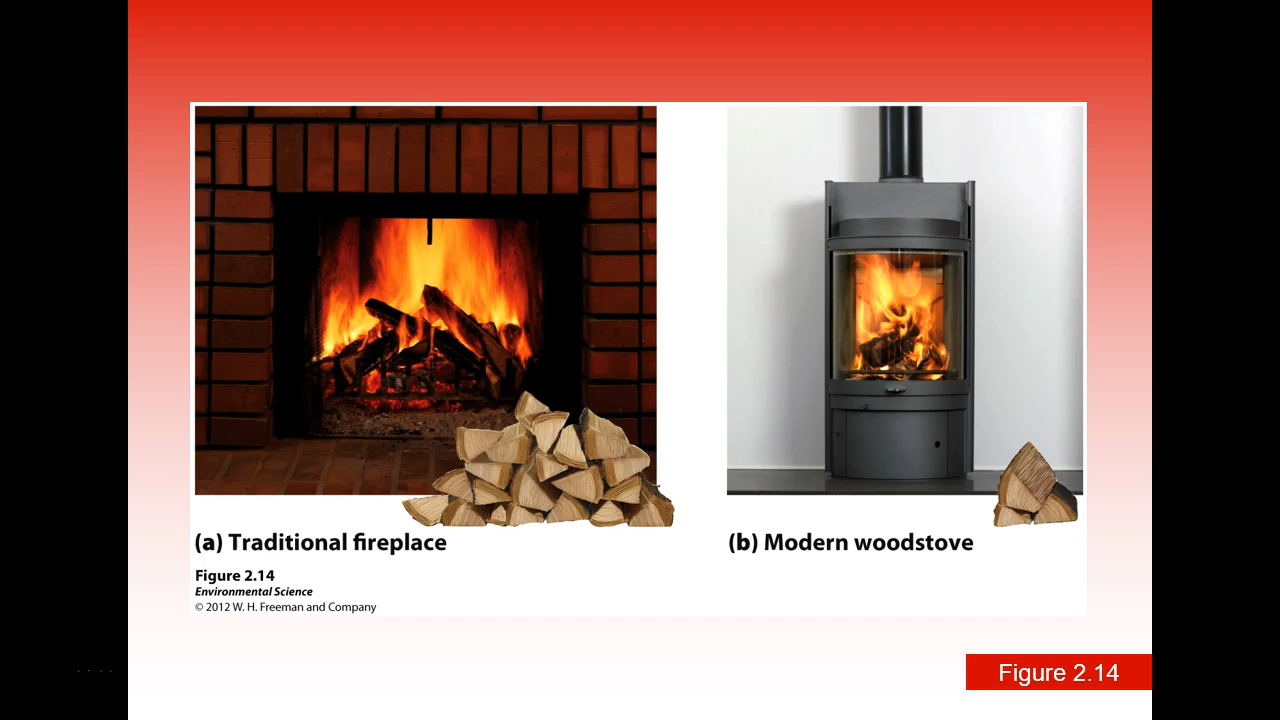 (a) Traditional fireplace
(b) Modern woodstove
Figure 2.14
Environmental Science
© 2012 W. H. Freeman and Company
Figure 2.14